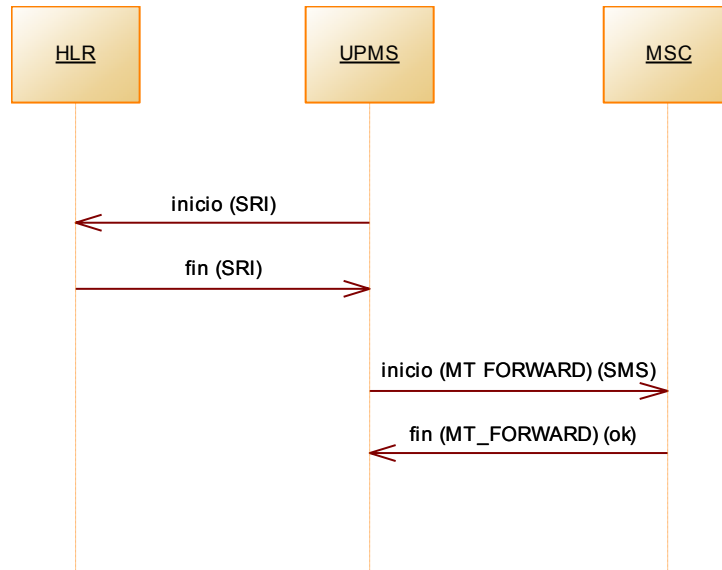 HLR
UPMS
MSC
inicio (SRI)
fin (SRI)
inicio (MT FORWARD) (SMS)
fin (MT_FORWARD) (ok)